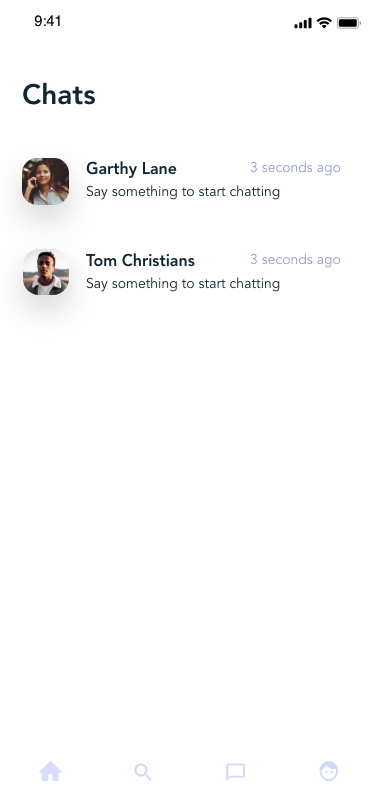 9:41
Chats
Garthy Lane 3 seconds ago
Say something to start chatting
Tom Christians 3 seconds ago
Say something to start chatting